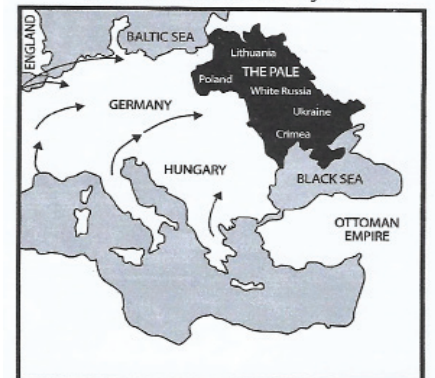 ENGLAND
BALTIC SEA
Lithuania
THE PALE
Poland
White Russia
GERMANY
Ukraine
Crimea
HUNGARY
BLACK SEA
OTTOMAN
EMPIRE